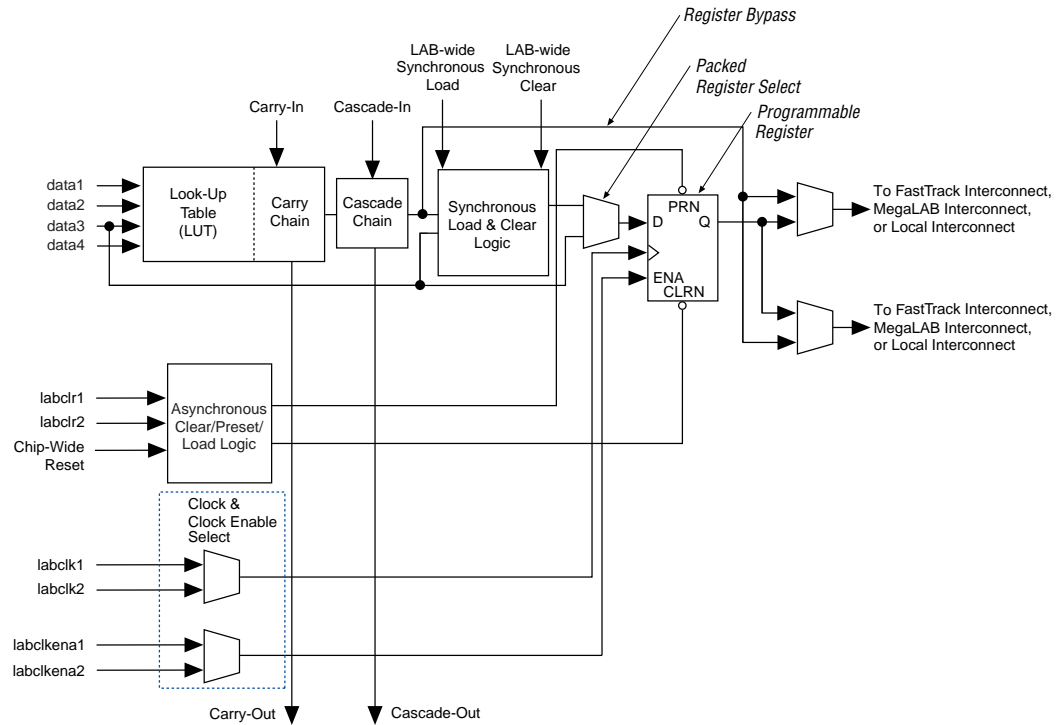 Register Bypass
LAB-wide
Synchronous
Load
LAB-wide
Synchronous
Clear
Packed
Register Select
Programmable
Register
Carry-In
Cascade-In
data1
data2
data3
data4
Look-Up
Table
(LUT)
Carry
Chain
Cascade
Chain
Synchronous
Load & Clear
Logic
PRN
D
Q
ENA
CLRN
To FastTrack Interconnect,
MegaLAB Interconnect,
or Local Interconnect
To FastTrack Interconnect,
MegaLAB Interconnect,
or Local Interconnect
labclr1
labclr2
Chip-Wide
Reset
Asynchronous
Clear/Preset/
Load Logic
Clock &
Clock Enable
Select
labclk1
labclk2
labclkena1
labclkena2
Carry-Out
Cascade-Out